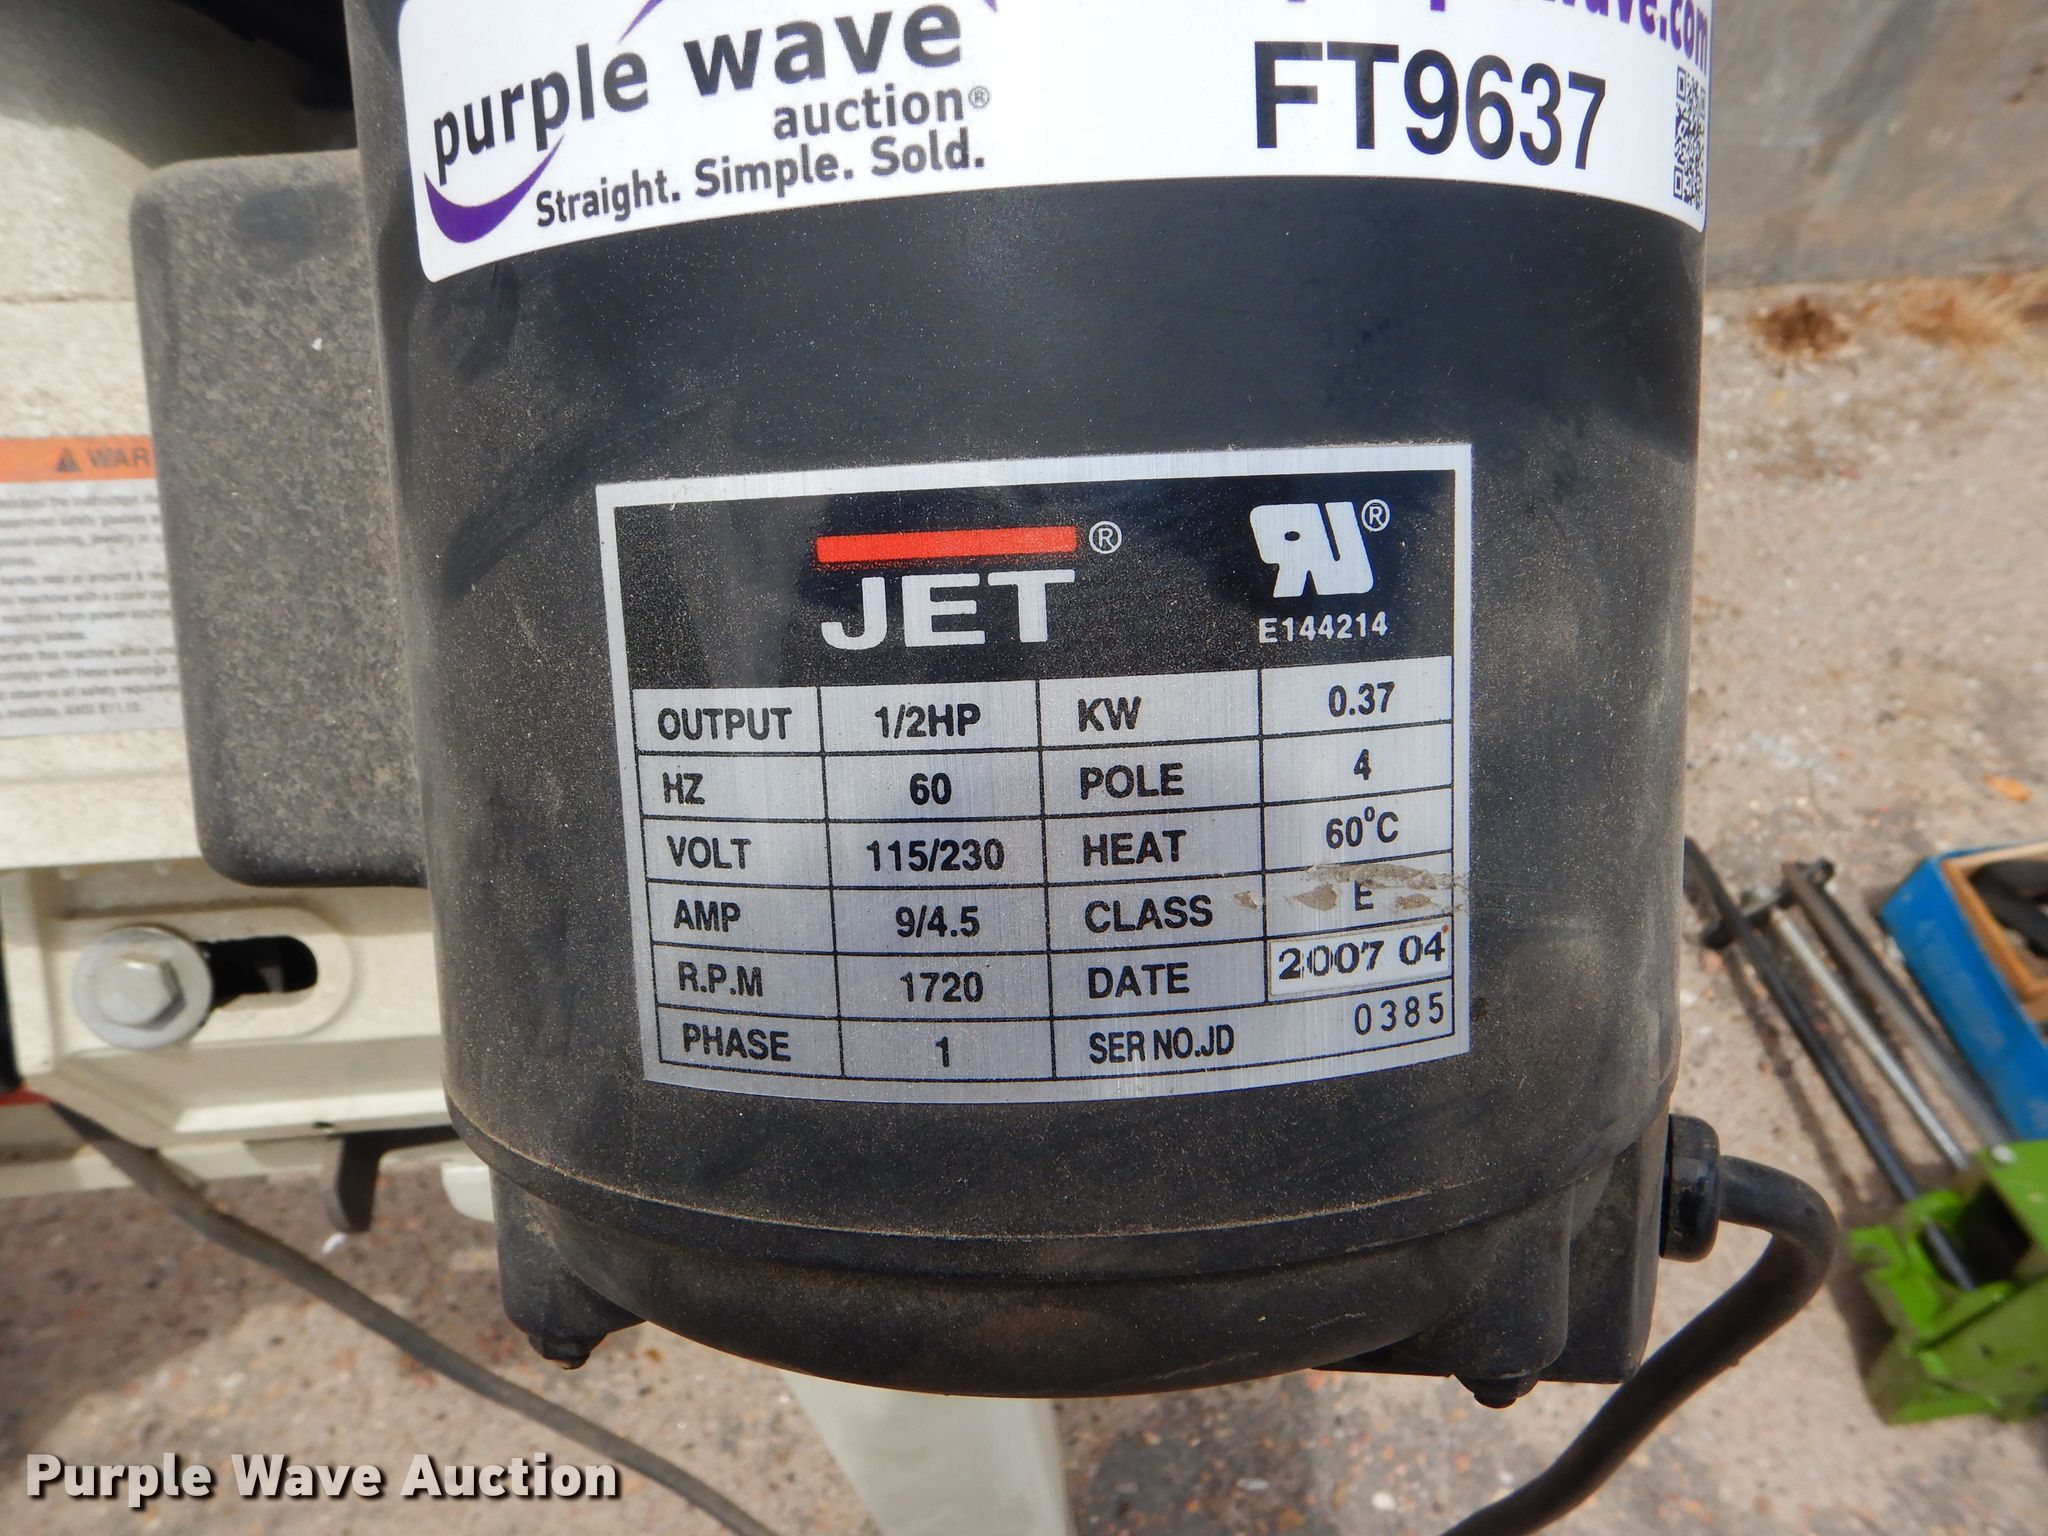 purple wave
auction®
Straight. Simple. Sold.
FT9637
JET®
®
E144214
OUTPUT 1/2HP KW 0.37
HZ 60 POLE 4
VOLT 115/230 HEAT 60°C
AMP 9/4.5 CLASS E
R.P.M 1720 DATE 2007 04
PHASE 1 SER NO.JD 0385
Purple Wave Auction